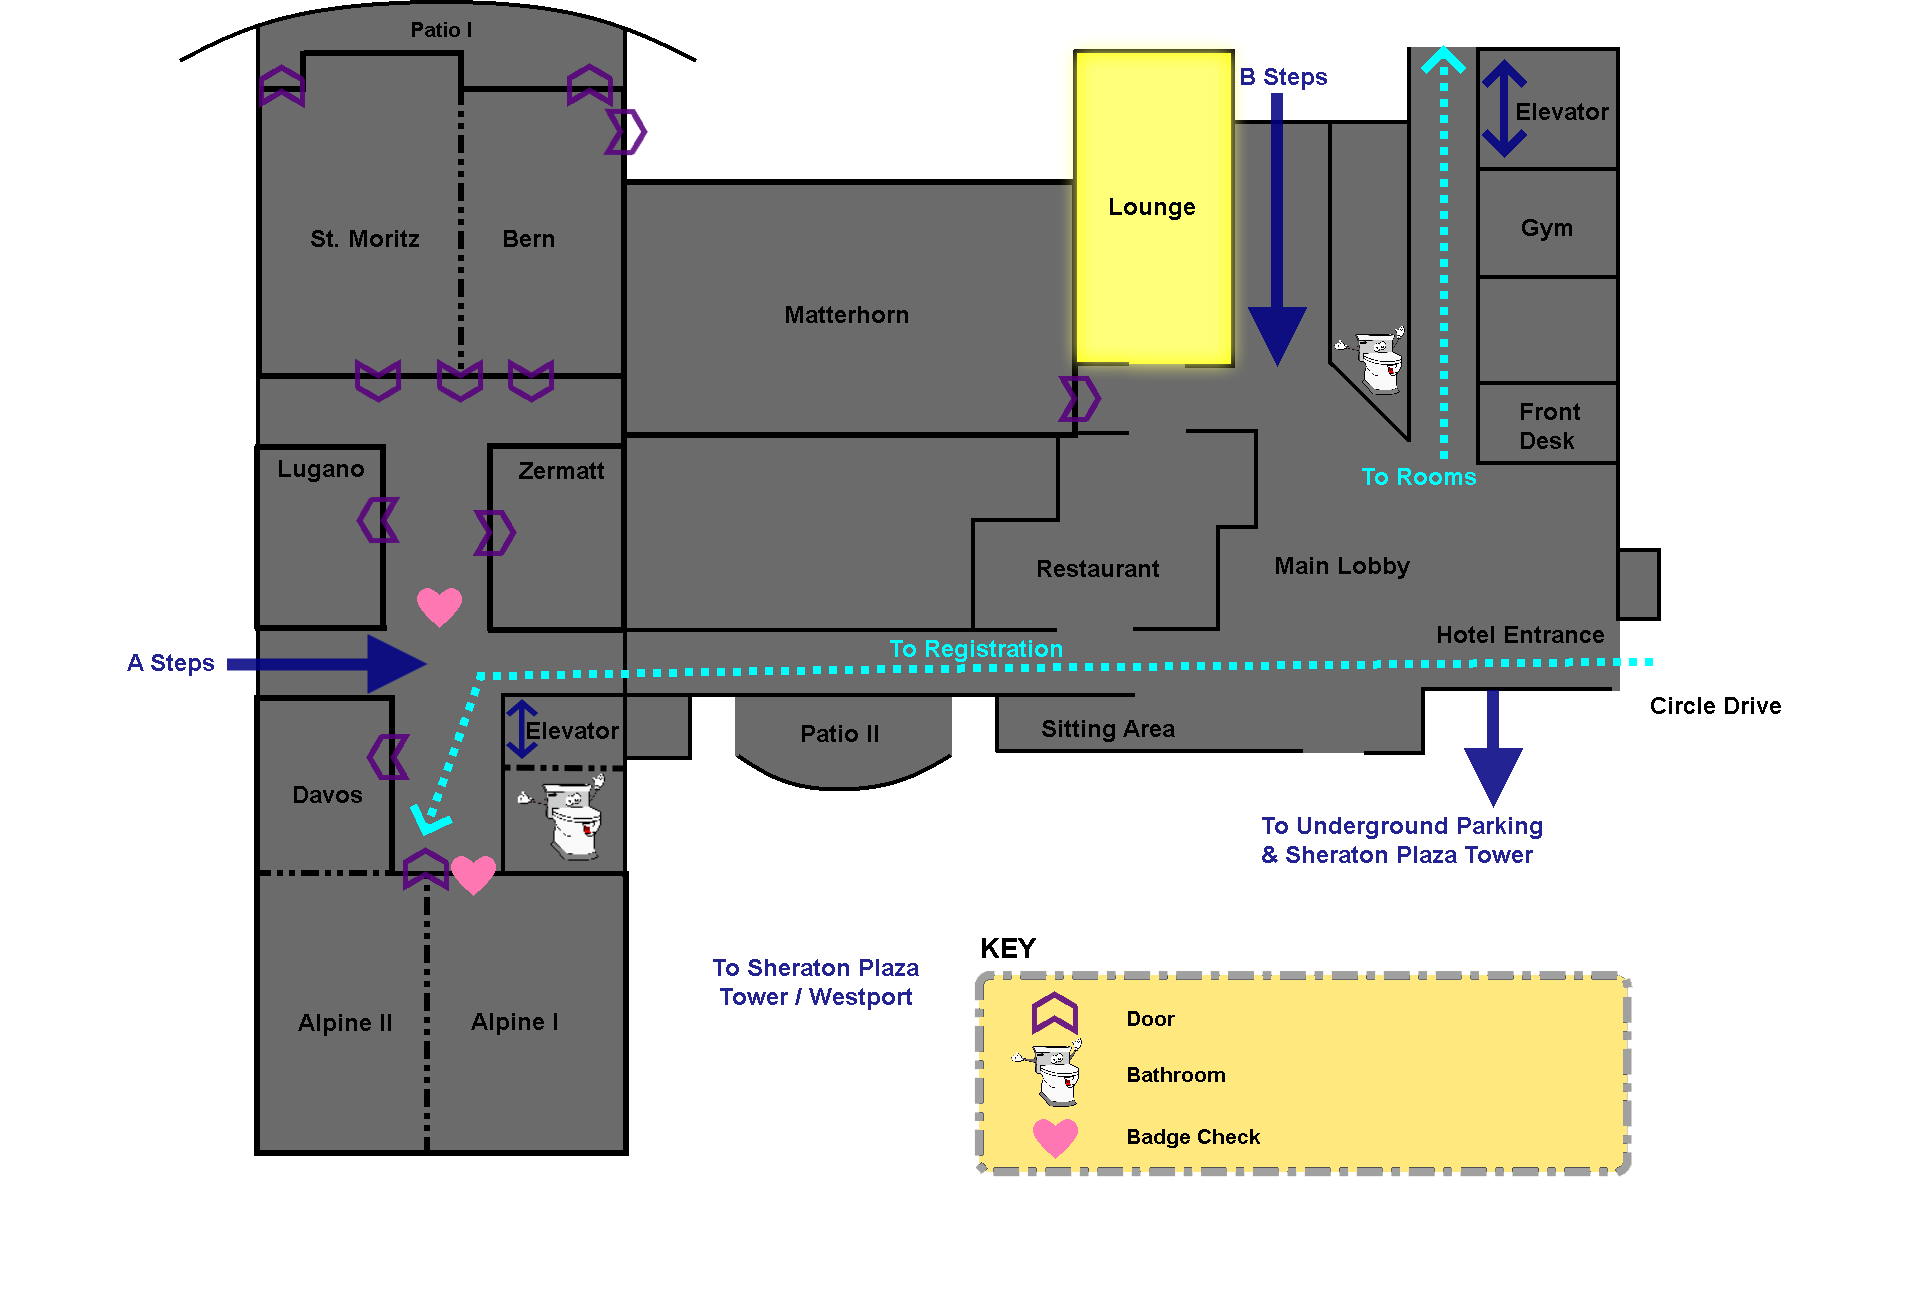 Patio I
B Steps
Elevator
Lounge
St. Moritz
Bern
Gym
Matterhorn
Front
Desk
Lugano
Zermatt
To Rooms
Restaurant
Main Lobby
Hotel Entrance
To Registration
A Steps
Circle Drive
Elevator
Patio II
Sitting Area
Davos
To Underground Parking
& Sheraton Plaza Tower
KEY
To Sheraton Plaza
Tower / Westport
Alpine II
Alpine I
Door
Bathroom
Badge Check